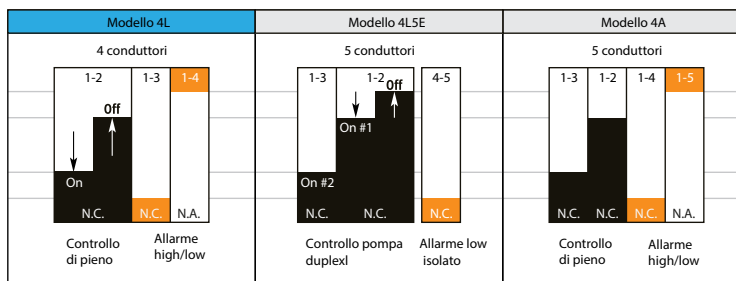 Modello 4L
4 conduttori
1-2 1-3 1-4
Off
On
N.C. N.C. N.A.
Controllo
di pieno
Allarme
high/low
Modello 4L5E
5 conduttori
1-3 1-2 4-5
Off
On #1
On #2
N.C. N.C. N.C.
Controllo pompa
duplexl
Allarme low
isolato
Modello 4A
5 conduttori
1-3 1-2 1-4 1-5
N.C. N.C. N.C. N.A.
Controllo
di pieno
Allarme
high/low